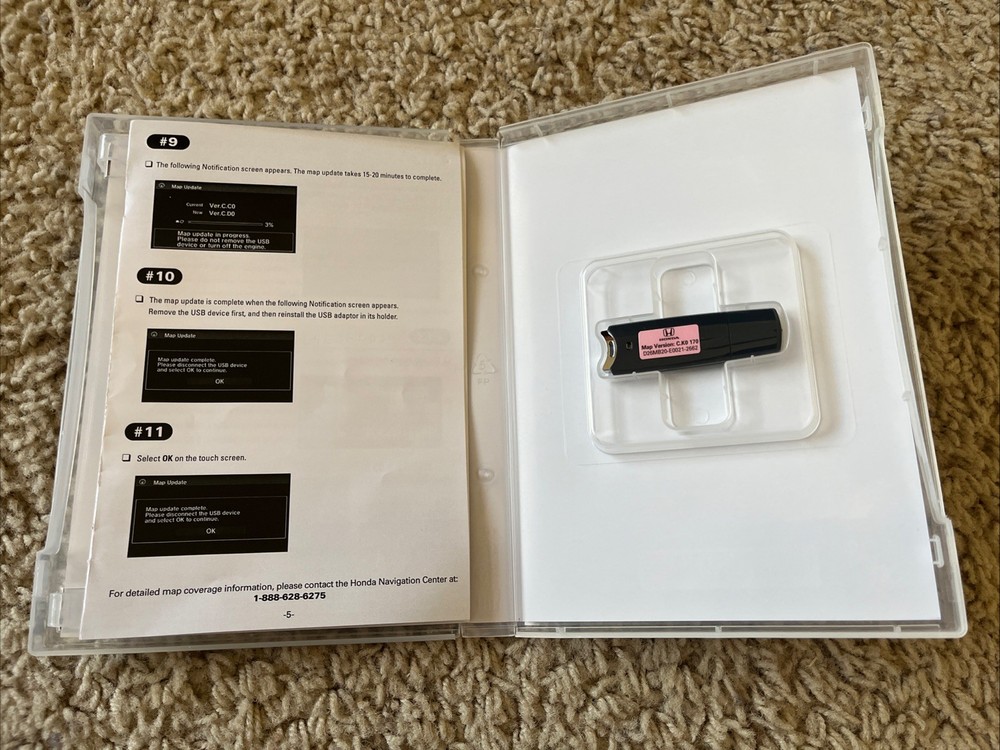 #9
❑ The following Notification screen appears. The map update takes 15-20 minutes to complete.
Map Update
Current Ver.C.C0
New Ver.C.D0
3%
Map update in progress.
Please do not remove the USB
device or turn off the engine.
#10
❑ The map update is complete when the following Notification screen appears.
Remove the USB device first, and then reinstall the USB adaptor in its holder.
Map Update
Map update complete.
Please disconnect the USB device
and select OK to continue.
OK
#11
❑ Select OK on the touch screen.
Map Update
Map update complete.
Please disconnect the USB device
and select OK to continue.
OK
For detailed map coverage information, please contact the Honda Navigation Center at:
1-888-628-6275
-5-
HONDA
Map Version: C.K0 170
D26MB20-E0021-2682